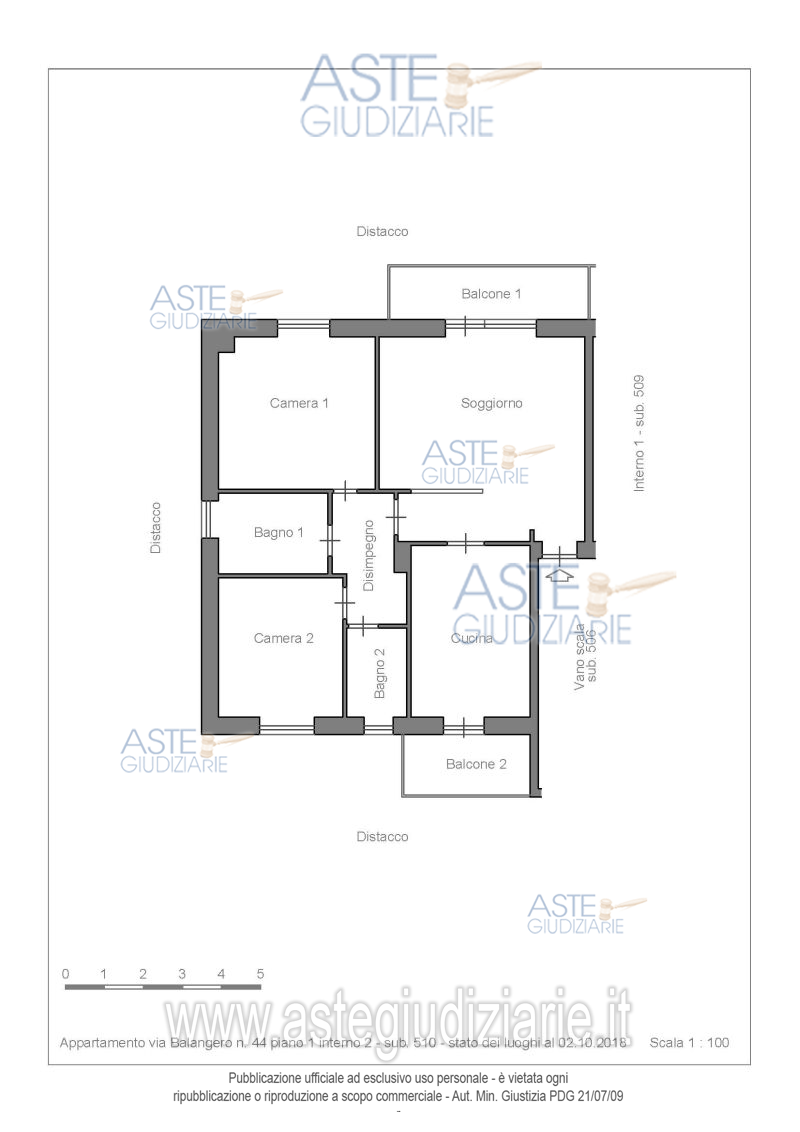 ASTE
GIUDIZIARIE
Distacco
Balcone 1
ASTE
GIUDIZIARIE
Camera 1
Soggiorno
Interno 1 - sub. 509
ASTE
GIUDIZIARIE
Distacco
Bagno 1
Disimpegno
ASTE
GIUDIZIARIE
Camera 2
Cucina
Bagno 2
Vano scala
sub. 506
ASTE
GIUDIZIARIE
Balcone 2
Distacco
ASTE
GIUDIZIARIE
0 1 2 3 4 5
www.astegiudiziarie.it
Appartamento via Balangero n. 44 piano 1 interno 2 - sub. 510 - stato dei luoghi al 02.10.2018 Scala 1 : 100
Pubblicazione ufficiale ad esclusivo uso personale - è vietata ogni
ripubblicazione o riproduzione a scopo commerciale - Aut. Min. Giustizia PDG 21/07/09
-